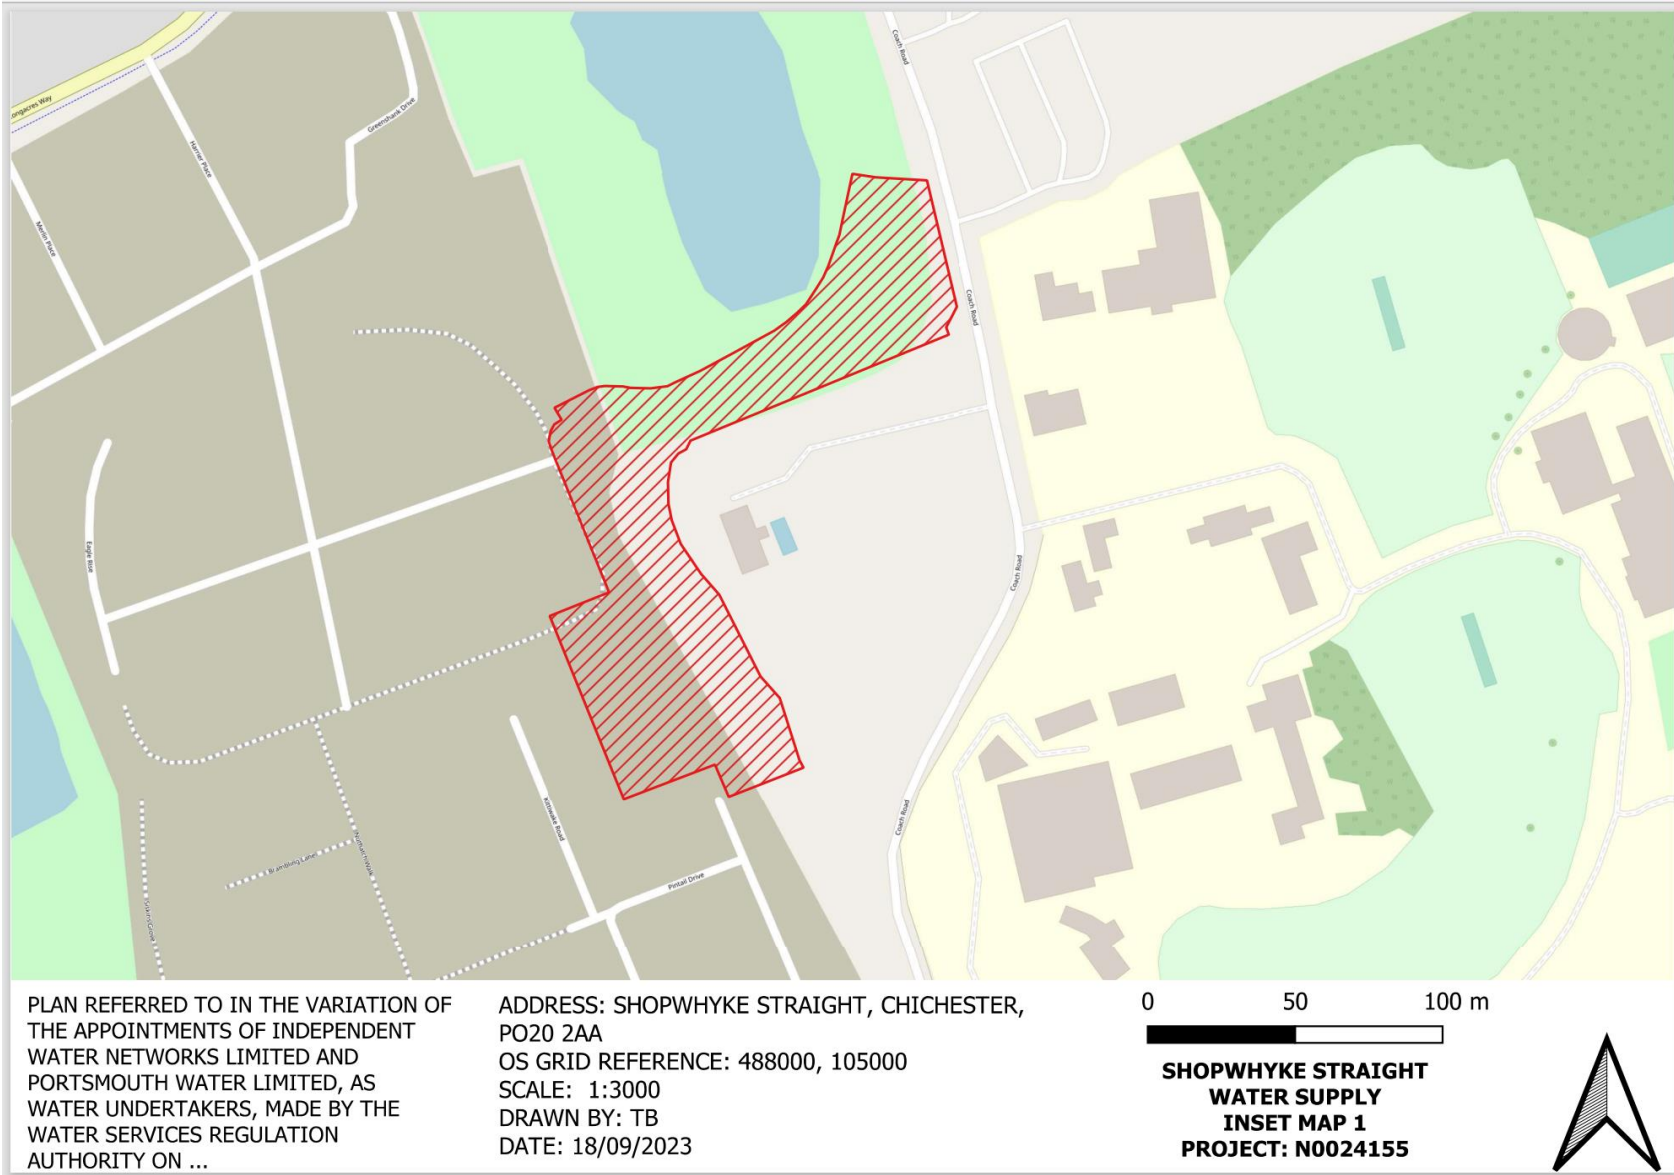 Longacres Way
Greenshank Drive
Harrier Place
Merlin Place
Coach Road
Coach Road
Eagle Rise
Coach Road
Kittiwake Road
Coach Road
Pintail Drive
Brambling Lane
Nuthatch Walk
Siskins Grove
PLAN REFERRED TO IN THE VARIATION OF
THE APPOINTMENTS OF INDEPENDENT
WATER NETWORKS LIMITED AND
PORTSMOUTH WATER LIMITED, AS
WATER UNDERTAKERS, MADE BY THE
WATER SERVICES REGULATION
AUTHORITY ON ...
ADDRESS: SHOPWHYKE STRAIGHT, CHICHESTER,
PO20 2AA
OS GRID REFERENCE: 488000, 105000
SCALE: 1:3000
DRAWN BY: TB
DATE: 18/09/2023
0 50 100 m
SHOPWHYKE STRAIGHT
WATER SUPPLY
INSET MAP 1
PROJECT: N0024155